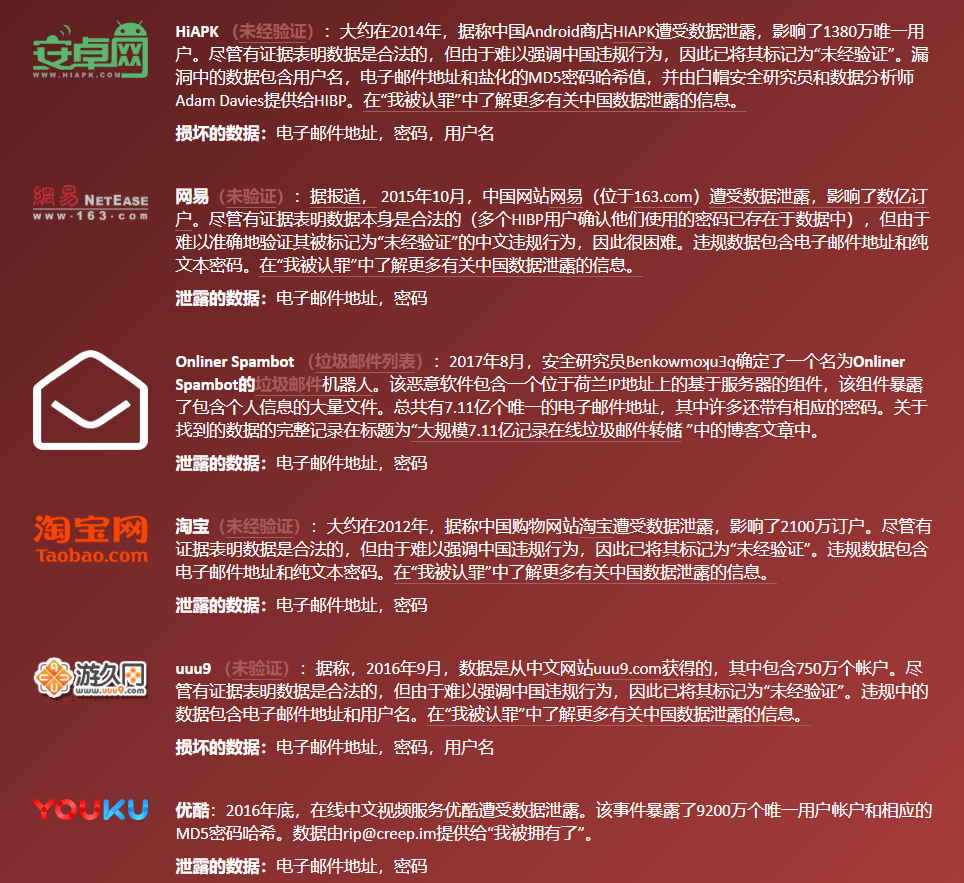 安卓网
WWW.HIAPK.COM
HiAPK（未经验证）：大约在2014年，据称中国Android商店HIAPK遭受数据泄露，影响了1380万唯一用
户。尽管有证据表明数据是合法的，但由于难以强调中国违规行为，因此已将其标记为“未经验证”。漏
洞中的数据包含用户名，电子邮件地址和盐化的MD5密码哈希值，并由白帽安全研究员和数据分析师
Adam Davies提供给HIBP。在“我被认罪”中了解更多有关中国数据泄露的信息。
损坏的数据：电子邮件地址，密码，用户名
網易 NETEASE
www.163.com
网易（未验证）：据报道， 2015年10月，中国网站网易（位于163.com）遭受数据泄露，影响了数亿订
户。尽管有证据表明数据本身是合法的（多个HIBP用户确认他们使用的密码已存在于数据中），但由于
难以准确地验证其被标记为“未经验证”的中文违规行为，因此很困难。违规数据包含电子邮件地址和纯
文本密码。在“我被认罪”中了解更多有关中国数据泄露的信息。
泄露的数据：电子邮件地址，密码
Onliner Spambot （垃圾邮件列表）：2017年8月，安全研究员BenkowmoʞuƎq确定了一个名为Onliner
Spambot的垃圾邮件机器人。该恶意软件包含一个位于荷兰IP地址上的基于服务器的组件，该组件暴露
了包含个人信息的大量文件。总共有7.11亿个唯一的电子邮件地址，其中许多还带有相应的密码。关于
找到的数据的完整记录在标题为“大规模7.11亿记录在线垃圾邮件转储 ”中的博客文章中。
泄露的数据：电子邮件地址，密码
淘宝网
Taobao.com
淘宝（未经验证）：大约在2012年，据称中国购物网站淘宝遭受数据泄露，影响了2100万订户。尽管有
证据表明数据是合法的，但由于难以强调中国违规行为，因此已将其标记为“未经验证”。违规数据包含
电子邮件地址和纯文本密码。在“我被认罪”中了解更多有关中国数据泄露的信息。
泄露的数据：电子邮件地址，密码
游久网
www.uuu9.com
uuu9 （未验证）：据称，2016年9月，数据是从中文网站uuu9.com获得的，其中包含750万个帐户。尽
管有证据表明数据是合法的，但由于难以强调中国违规行为，因此已将其标记为“未经验证”。违规中的
数据包含电子邮件地址和用户名。在“我被认罪”中了解更多有关中国数据泄露的信息。
损坏的数据：电子邮件地址，密码，用户名
YOUKU
优酷：2016年底，在线中文视频服务优酷遭受数据泄露。该事件暴露了9200万个唯一用户帐户和相应的
MD5密码哈希。数据由rip@creep.im提供给“我被拥有了”。
泄露的数据：电子邮件地址，密码